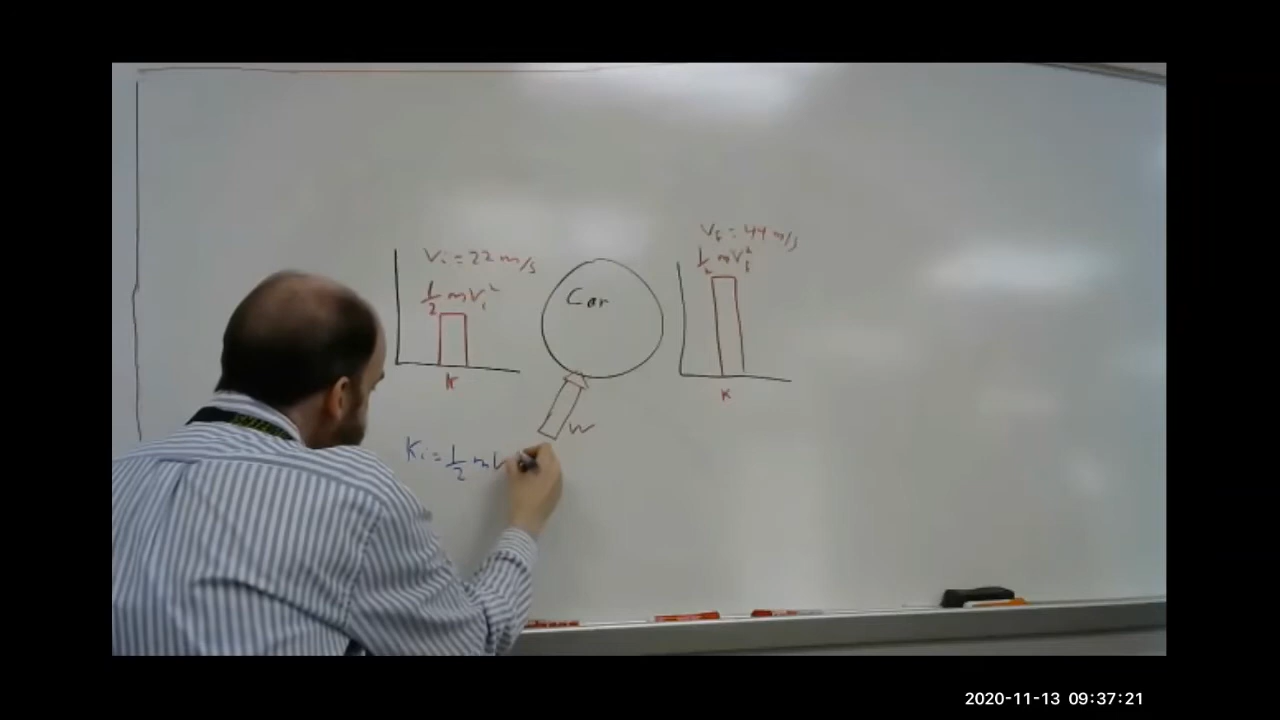 Vi = 22 m/s
1/2 mVi²
K
Car
W
Vf = 44 m/s
1/2 mVf²
K
Ki = 1/2 mV
2020-11-13 09:37:21